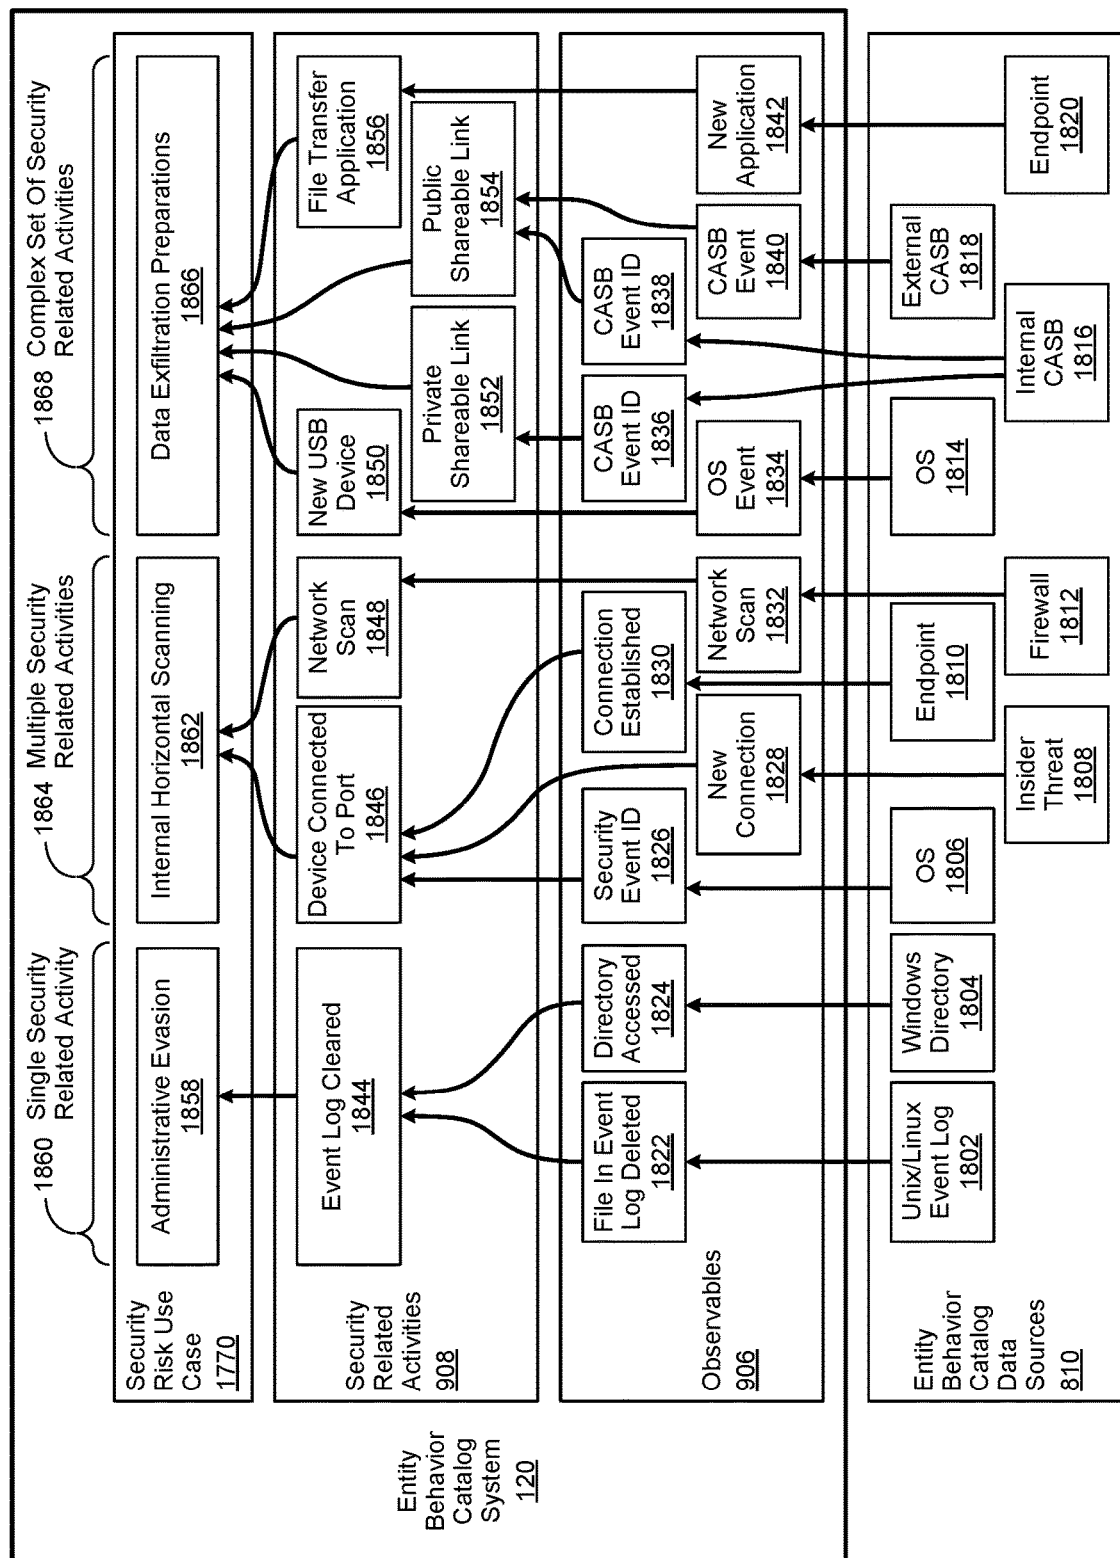 1860
Single Security
Related Activity
1864
Multiple Security
Related Activities
1868
Complex Set Of Security
Related Activities
Security
Risk Use
Case
1770
Administrative Evasion
1858
Internal Horizontal Scanning
1862
Data Exfiltration Preparations
1866
Entity
Behavior
Catalog
System
120
Security
Related
Activities
908
Event Log Cleared
1844
Device Connected
To Port
1846
Network
Scan
1848
New USB
Device
1850
Private
Shareable Link
1852
Public
Shareable Link
1854
File Transfer
Application
1856
Observables
906
File In Event
Log Deleted
1822
Directory
Accessed
1824
Security
Event ID
1826
New
Connection
1828
Connection
Established
1830
Network
Scan
1832
OS
Event
1834
CASB
Event ID
1836
CASB
Event ID
1838
CASB
Event
1840
New
Application
1842
Entity
Behavior
Catalog
Data
Sources
810
Unix/Linux
Event Log
1802
Windows
Directory
1804
OS
1806
Insider
Threat
1808
Endpoint
1810
Firewall
1812
OS
1814
Internal
CASB
1816
External
CASB
1818
Endpoint
1820